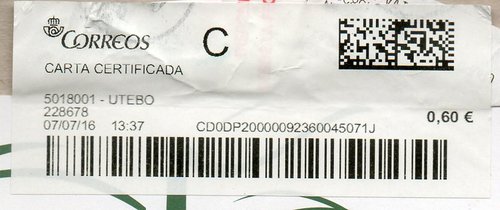 CORREOS
C
CARTA CERTIFICADA
5018001 - UTEBO
228678
0,60 €
07/07/16 13:37 CD0DP20000092360045071J